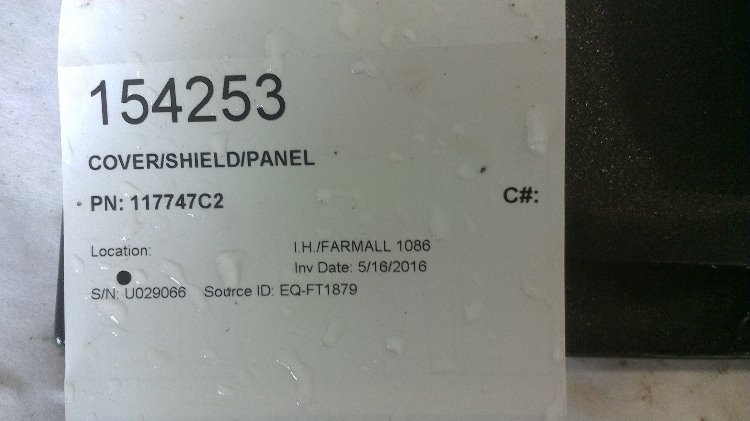 154253
COVER/SHIELD/PANEL
PN: 117747C2
C#:
Location:
I.H./FARMALL 1086
Inv Date: 5/16/2016
S/N: U029066 Source ID: EQ-FT1879